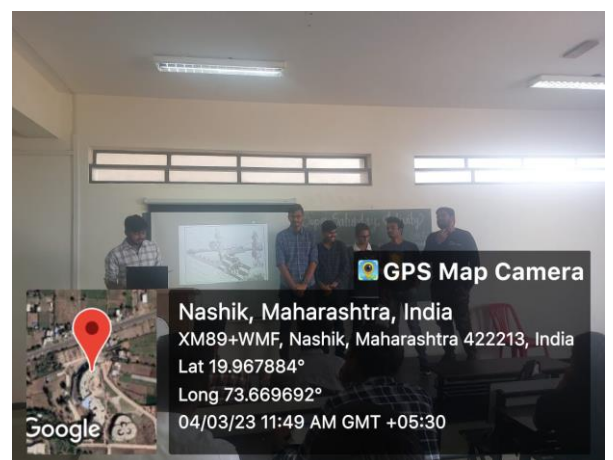 GPS Map Camera
Nashik, Maharashtra, India
XM89+WMF, Nashik, Maharashtra 422213, India
Lat 19.967884°
Long 73.669692°
04/03/23 11:49 AM GMT +05:30
Google